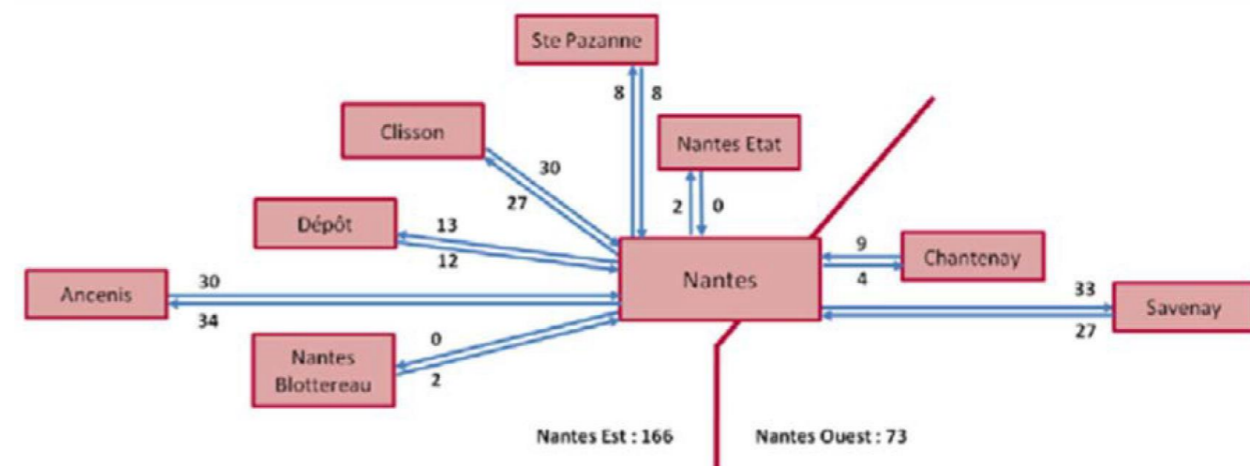 Ste Pazanne
8
8
Clisson
Nantes Etat
30
27
2
0
Dépôt
13
12
Nantes
9
4
Chantenay
Ancenis
30
34
33
27
Savenay
Nantes
Blottereau
0
2
Nantes Est : 166
Nantes Ouest : 73